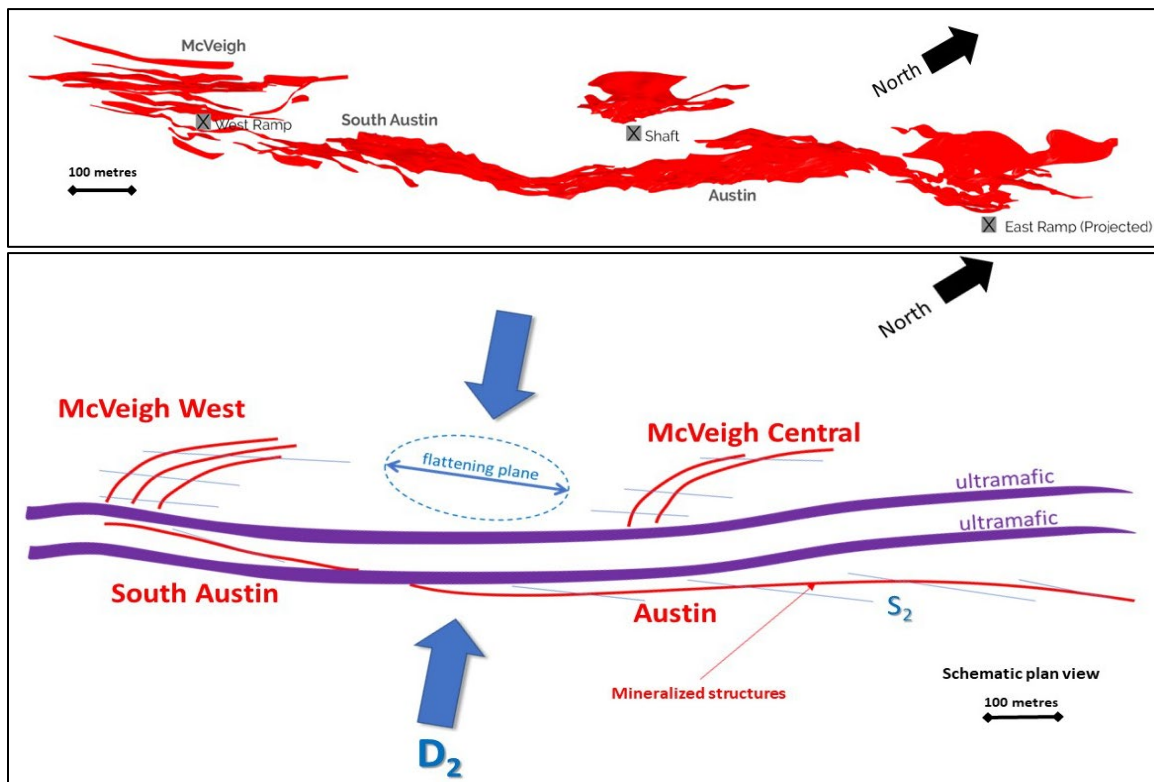 McVeigh
North
West Ramp
South Austin
Shaft
100 metres
Austin
East Ramp (Projected)
North
McVeigh West
McVeigh Central
flattening plane
ultramafic
ultramafic
South Austin
Austin
S₂
Mineralized structures
Schematic plan view
100 metres
D₂